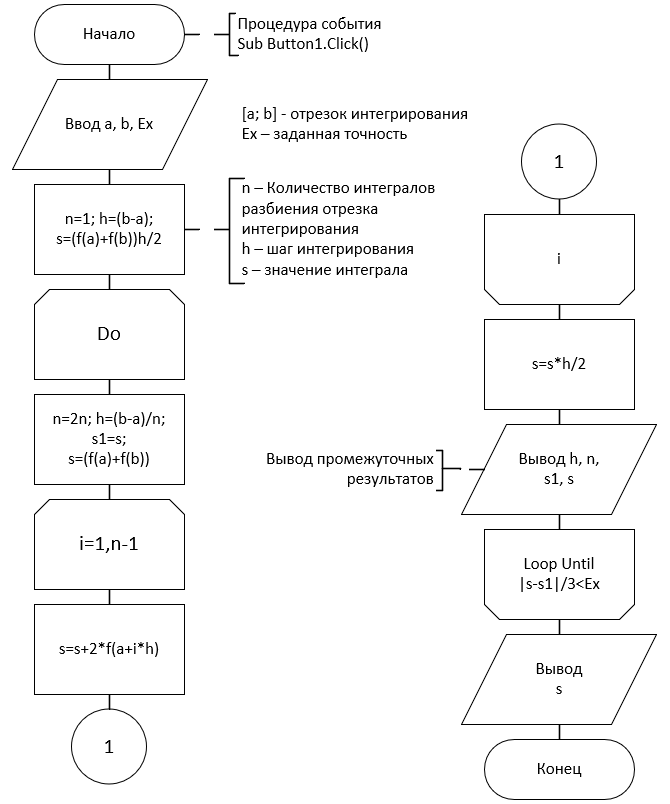 Начало
Процедура события
Sub Button1.Click()
Ввод a, b, Ex
[a; b] - отрезок интегрирования
Ex – заданная точность
n=1; h=(b-a);
s=(f(a)+f(b))h/2
n – Количество интегралов
разбиения отрезка
интегрирования
h – шаг интегрирования
s – значение интеграла
Do
n=2n; h=(b-a)/n;
s1=s;
s=(f(a)+f(b))
i=1,n-1
s=s+2*f(a+i*h)
1
1
i
s=s*h/2
Вывод промежуточных
результатов
Вывод h, n,
s1, s
Loop Until
|s-s1|/3<Ex
Вывод
s
Конец